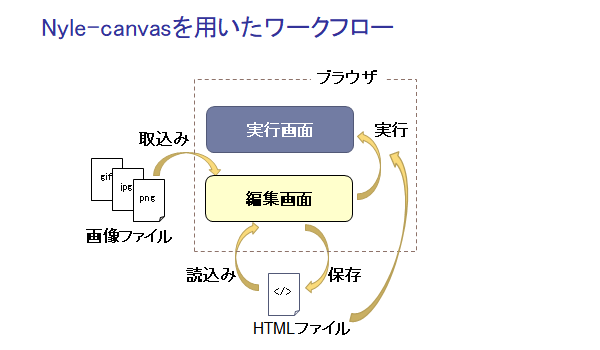 Nyle-canvasを用いたワークフロー
ブラウザ
実行画面
実行
取込み
gif
jpg
png
編集画面
画像ファイル
読込み
保存
</>
HTMLファイル